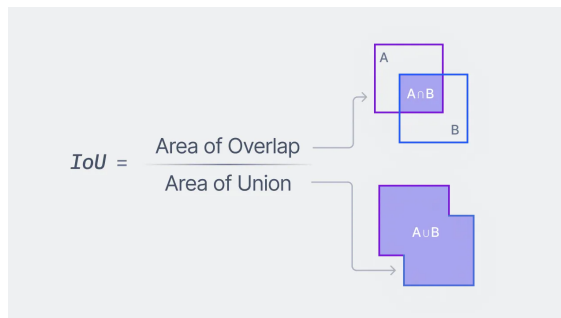 A
A∩B
B
IoU =
Area of Overlap
Area of Union
A∪B